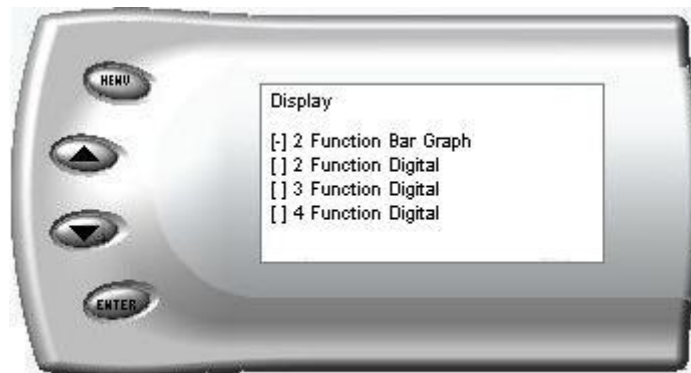 MENU
Display
[-] 2 Function Bar Graph
[ ] 2 Function Digital
[ ] 3 Function Digital
[ ] 4 Function Digital
ENTER